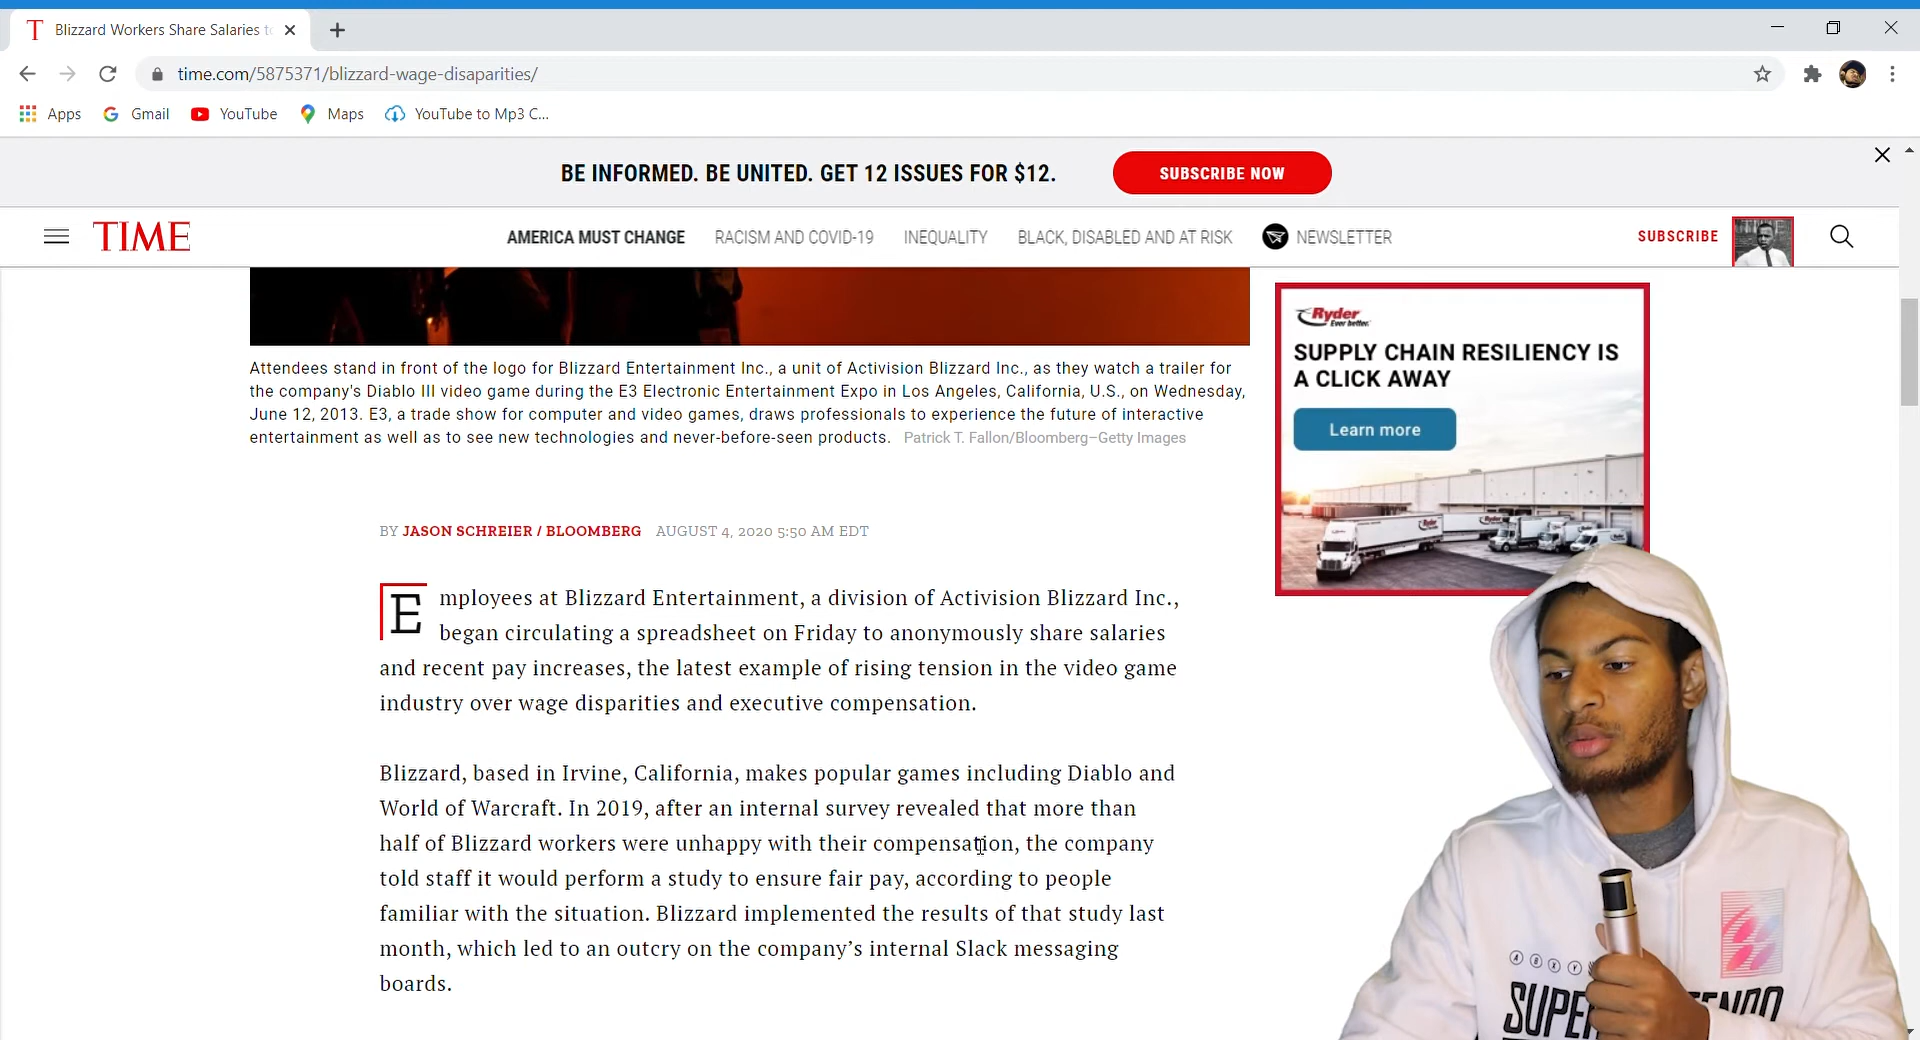 T Blizzard Workers Share Salaries to
time.com/5875371/blizzard-wage-disaparities/
Apps Gmail YouTube Maps YouTube to Mp3 C...
BE INFORMED. BE UNITED. GET 12 ISSUES FOR $12. SUBSCRIBE NOW
TIME AMERICA MUST CHANGE RACISM AND COVID-19 INEQUALITY BLACK, DISABLED AND AT RISK NEWSLETTER SUBSCRIBE
Attendees stand in front of the logo for Blizzard Entertainment Inc., a unit of Activision Blizzard Inc., as they watch a trailer for
the company's Diablo III video game during the E3 Electronic Entertainment Expo in Los Angeles, California, U.S., on Wednesday,
June 12, 2013. E3, a trade show for computer and video games, draws professionals to experience the future of interactive
entertainment as well as to see new technologies and never-before-seen products. Patrick T. Fallon/Bloomberg–Getty Images
Ryder
Ever better.
SUPPLY CHAIN RESILIENCY IS
A CLICK AWAY
Learn more
Ryder
Ryder
BY JASON SCHREIER / BLOOMBERG AUGUST 4, 2020 5:50 AM EDT
Employees at Blizzard Entertainment, a division of Activision Blizzard Inc.,
began circulating a spreadsheet on Friday to anonymously share salaries
and recent pay increases, the latest example of rising tension in the video game
industry over wage disparities and executive compensation.
Blizzard, based in Irvine, California, makes popular games including Diablo and
World of Warcraft. In 2019, after an internal survey revealed that more than
half of Blizzard workers were unhappy with their compensation, the company
told staff it would perform a study to ensure fair pay, according to people
familiar with the situation. Blizzard implemented the results of that study last
month, which led to an outcry on the company's internal Slack messaging
boards.
A B X Y